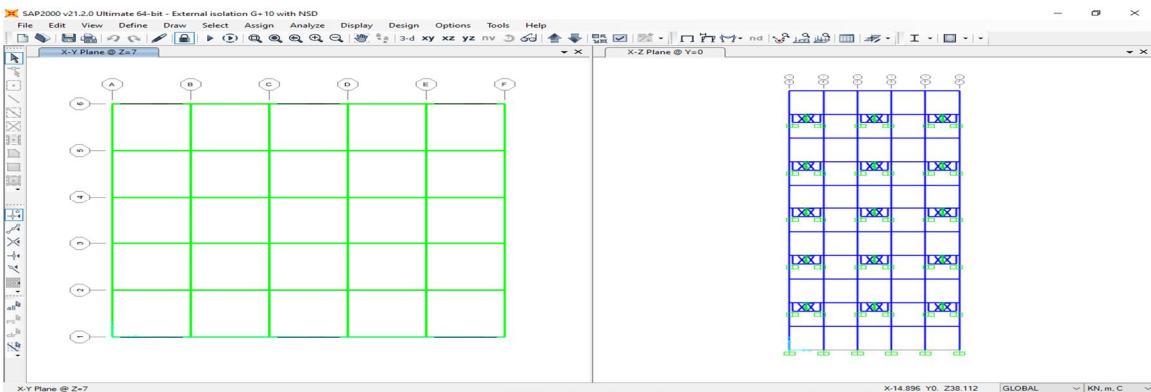 SAP2000 v21.2.0 Ultimate 64-bit - External isolation G+10 with NSD
File Edit View Define Draw Select Assign Analyze Display Design Options Tools Help
3-d xy xz yz nv nd
X-Y Plane @ Z=7
X-Z Plane @ Y=0
A B C D E F
6
5
4
3
2
1
X-Y Plane @ Z=7
X-14.896 Y0. Z38.112
GLOBAL
KN, m, C